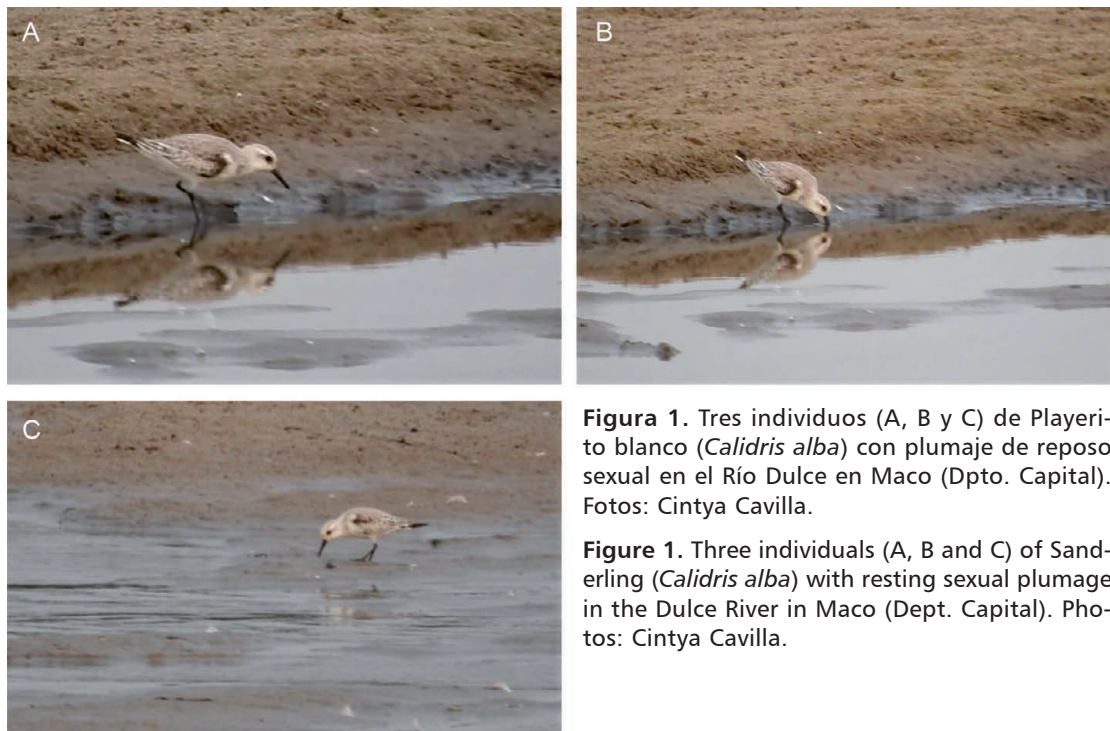 A
B
C
Figura 1. Tres individuos (A, B y C) de Playeri-
to blanco (Calidris alba) con plumaje de reposo
sexual en el Río Dulce en Maco (Dpto. Capital).
Fotos: Cintya Cavilla.
Figure 1. Three individuals (A, B and C) of Sand-
erling (Calidris alba) with resting sexual plumage
in the Dulce River in Maco (Dept. Capital). Pho-
tos: Cintya Cavilla.